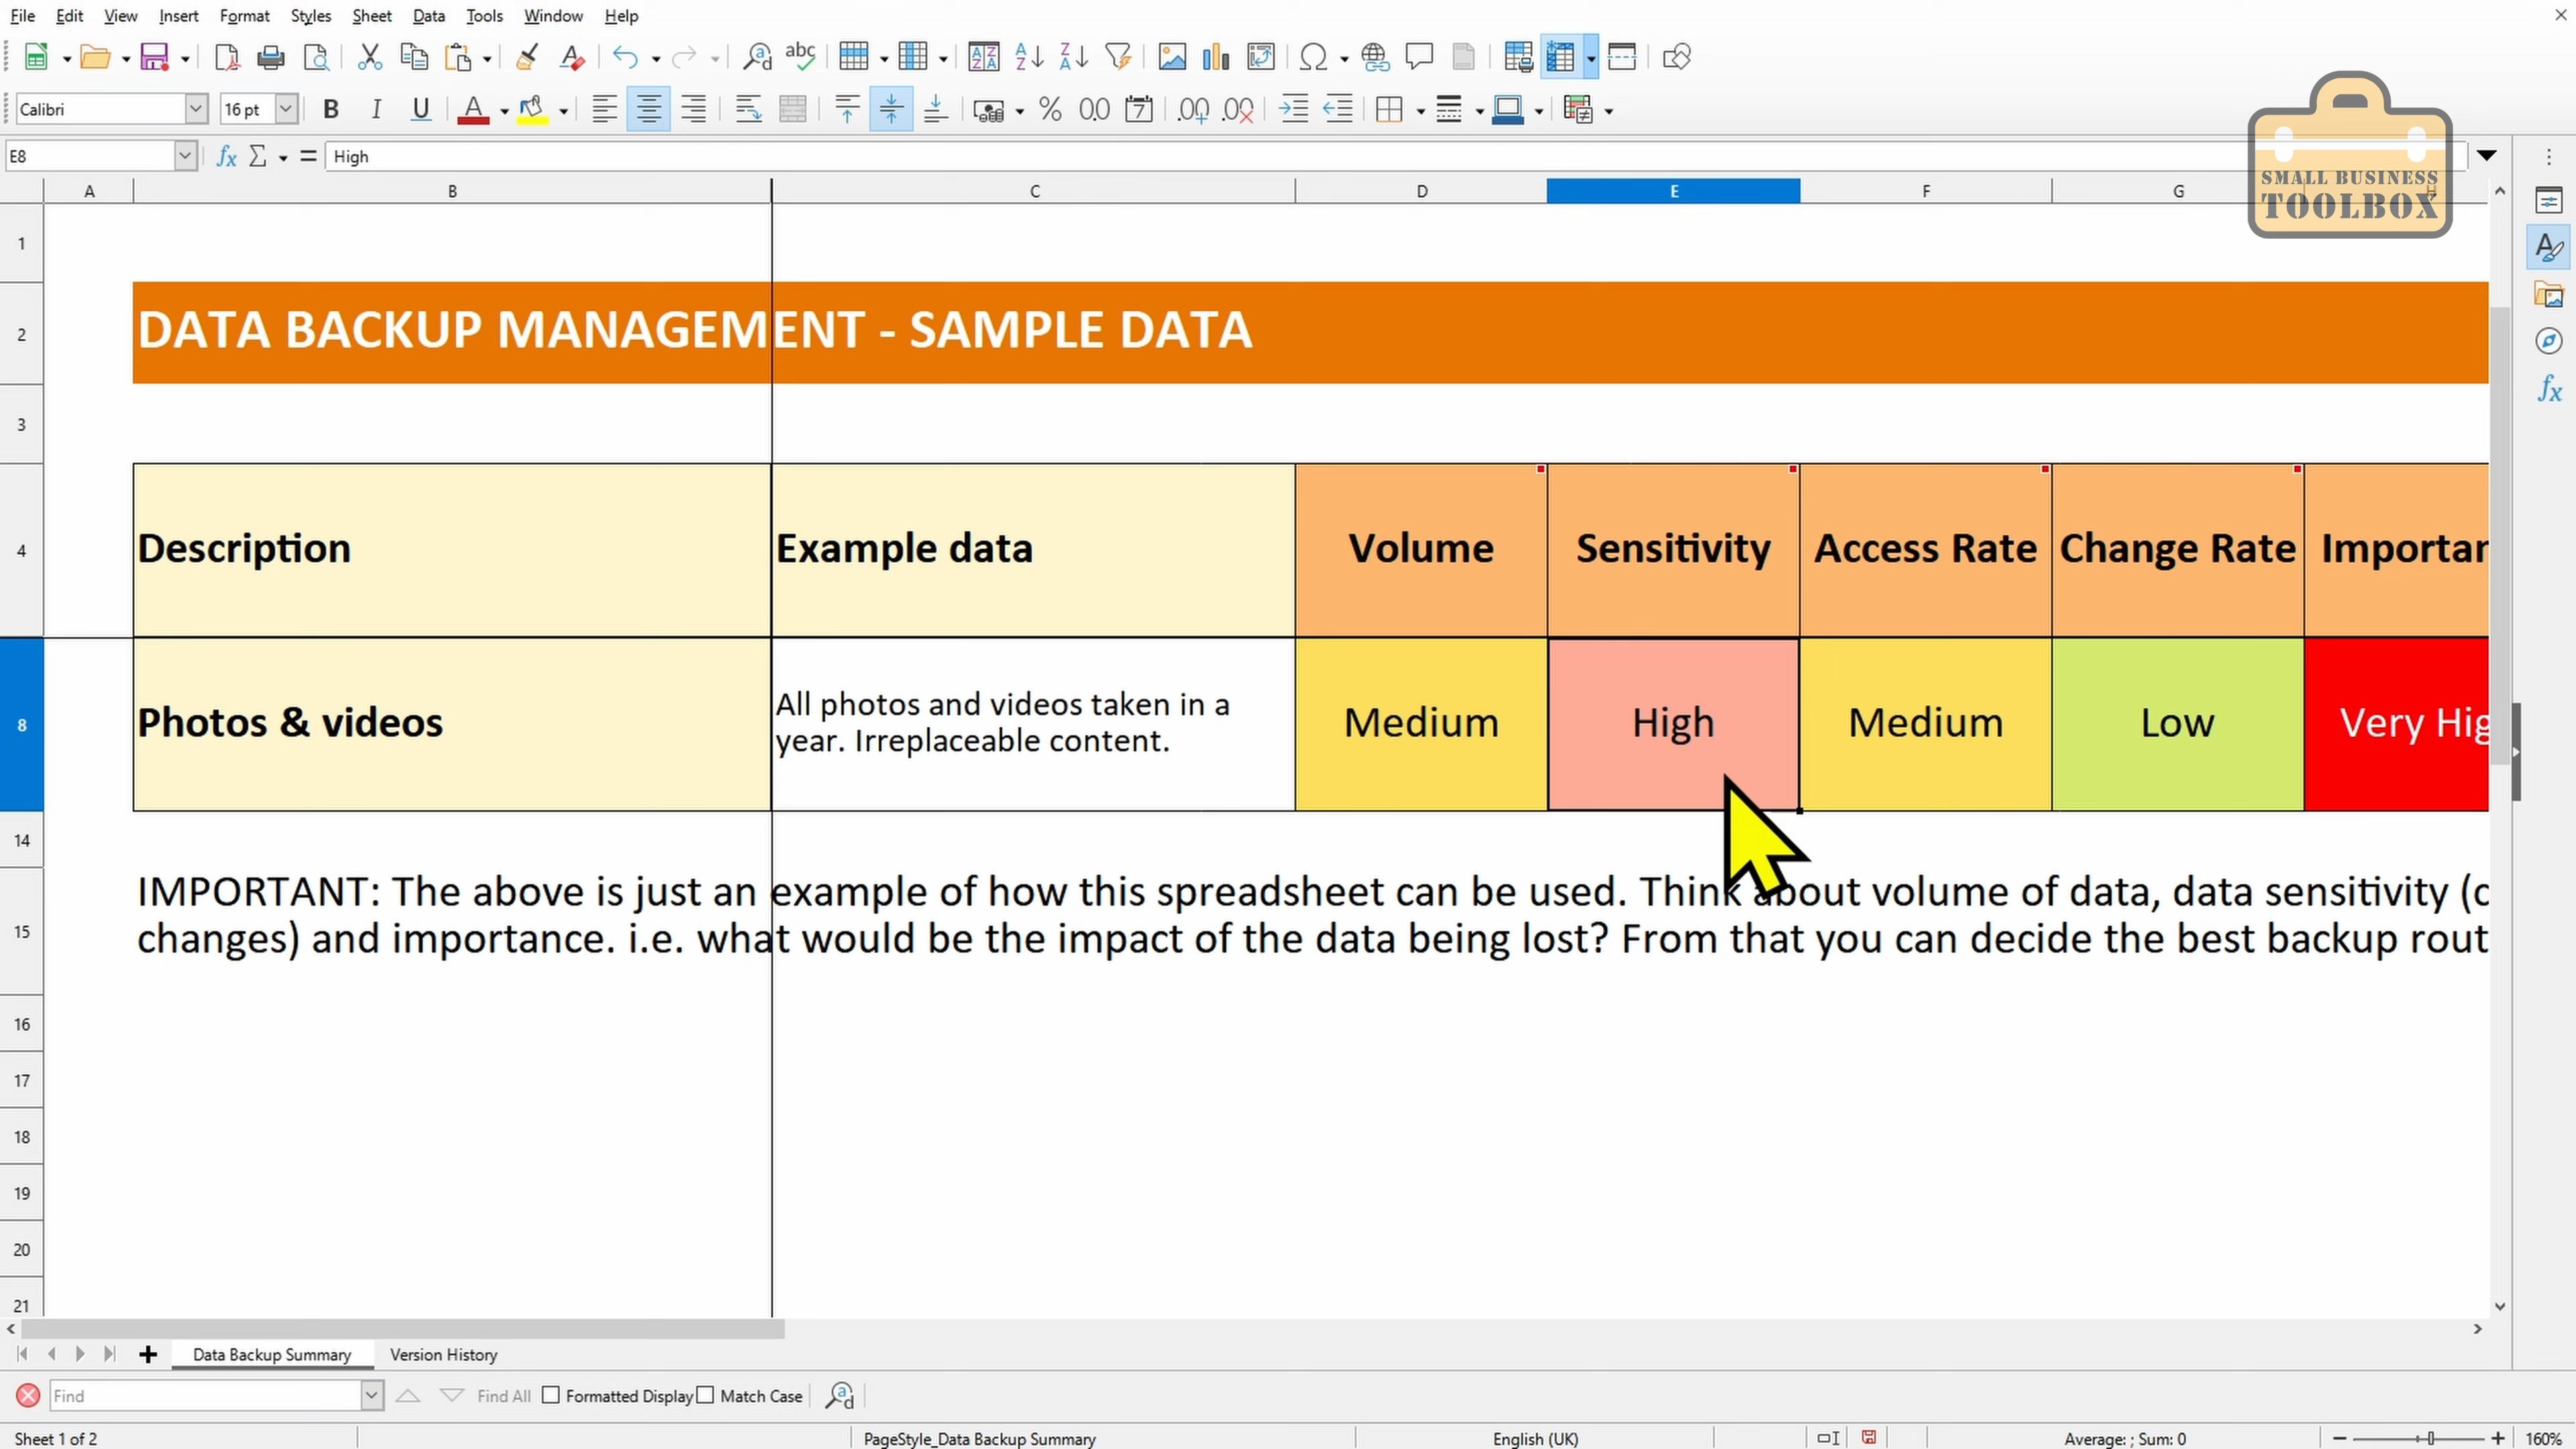 File Edit View Insert Format Styles Sheet Data Tools Window Help
Calibri 16 pt
E8 High
A B C D E F G
SMALL BUSINESS
TOOLBOX
1
2 DATA BACKUP MANAGEMENT - SAMPLE DATA
3
4 Description Example data Volume Sensitivity Access Rate Change Rate Importan
8 Photos & videos All photos and videos taken in a
year. Irreplaceable content.
Medium High Medium Low Very Hig
14
15 IMPORTANT: The above is just an example of how this spreadsheet can be used. Think about volume of data, data sensitivity (c
changes) and importance. i.e. what would be the impact of the data being lost? From that you can decide the best backup rout
16
17
18
19
20
21
Data Backup Summary Version History
Find Find All Formatted Display Match Case
Sheet 1 of 2 PageStyle_Data Backup Summary English (UK) Average: ; Sum: 0 160%